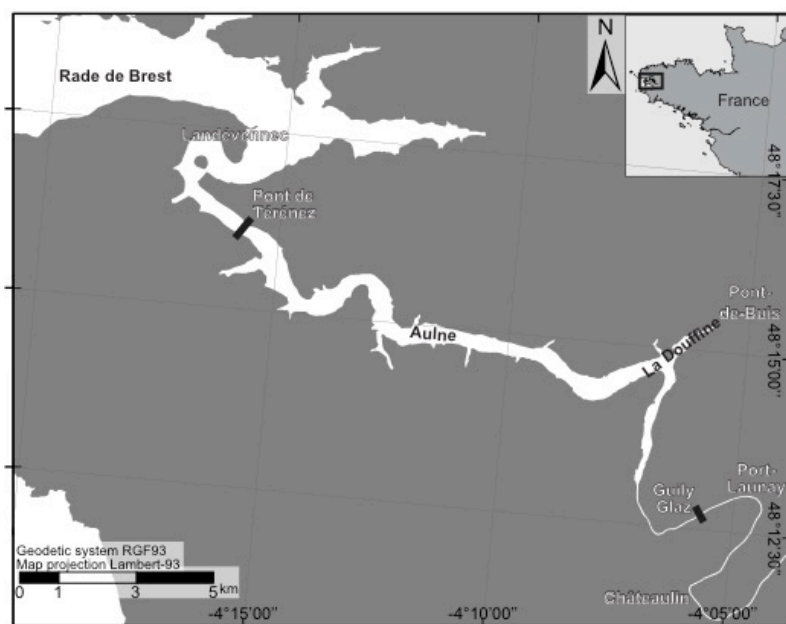 N
France
Rade de Brest
Landévennec
Pont de
Térénez
48°17'30
Aulne
La Douffine
Pont-
de-Buis
48°15'00"
Guily
Glaz
Port-
Launay
48°12'30"
Châteaulin
Geodetic system RGF93
Map projection Lambert-93
0 1 3 5 km
-4°15'00" -4°10'00" -4°05'00"